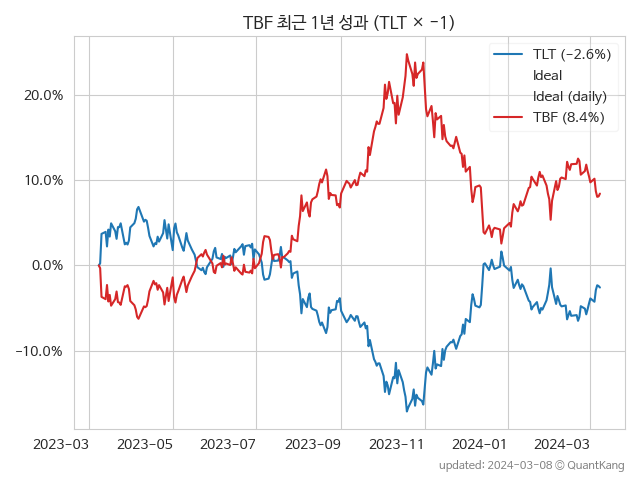 TBF 최근 1년 성과 (TLT × −1)
TLT (−2.6%)
Ideal
Ideal (daily)
TBF (8.4%)
20.0%
10.0%
0.0%
−10.0%
2023-03
2023-05
2023-07
2023-09
2023-11
2024-01
2024-03
updated: 2024-03-08 © QuantKang